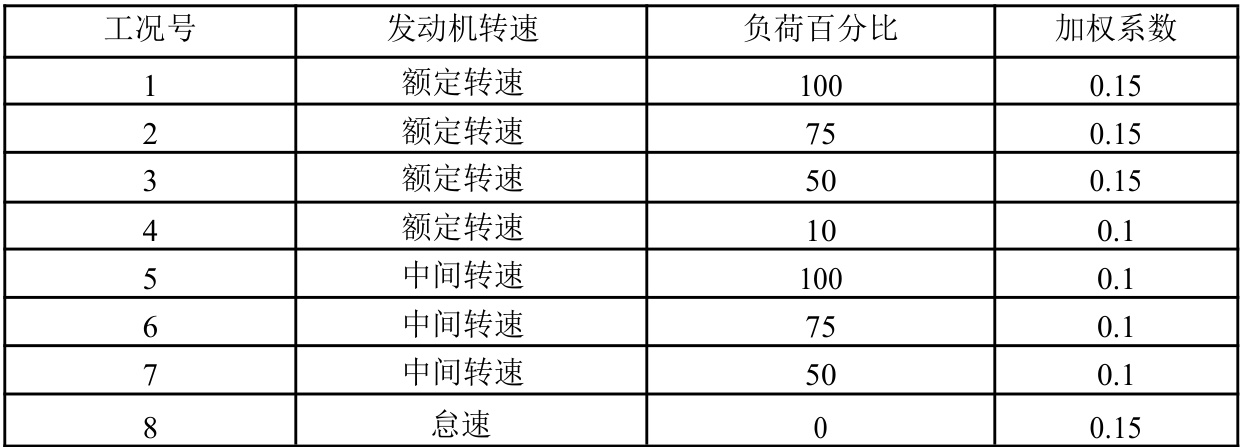 工况号 发动机转速 负荷百分比 加权系数
1 额定转速 100 0.15
2 额定转速 75 0.15
3 额定转速 50 0.15
4 额定转速 10 0.1
5 中间转速 100 0.1
6 中间转速 75 0.1
7 中间转速 50 0.1
8 怠速 0 0.15